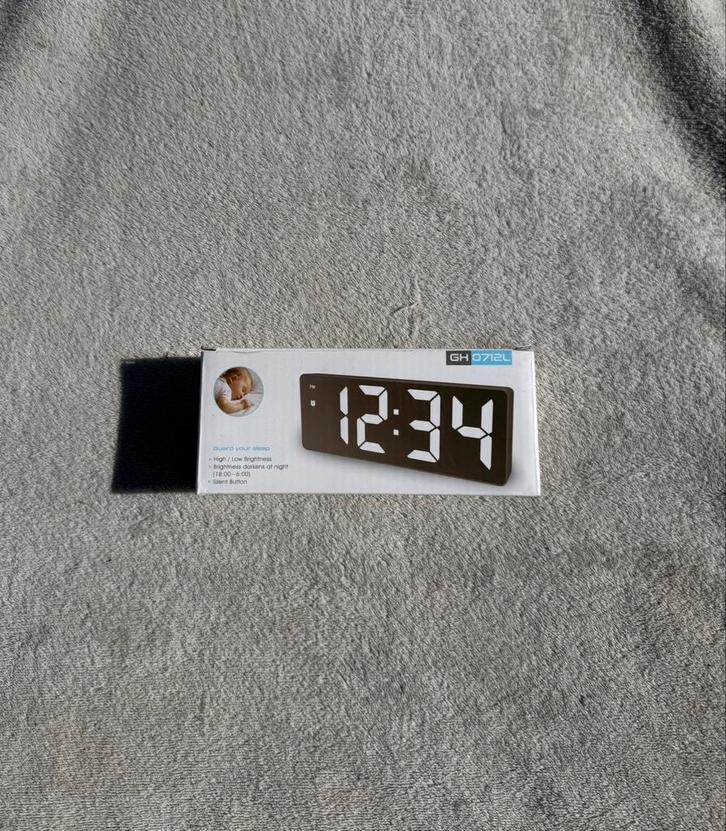 GH 0712L
PM
12:34
Guard your sleep
• High / Low Brightness
• Brightness darkens at night
(18:00~6:00)
• Silent Button